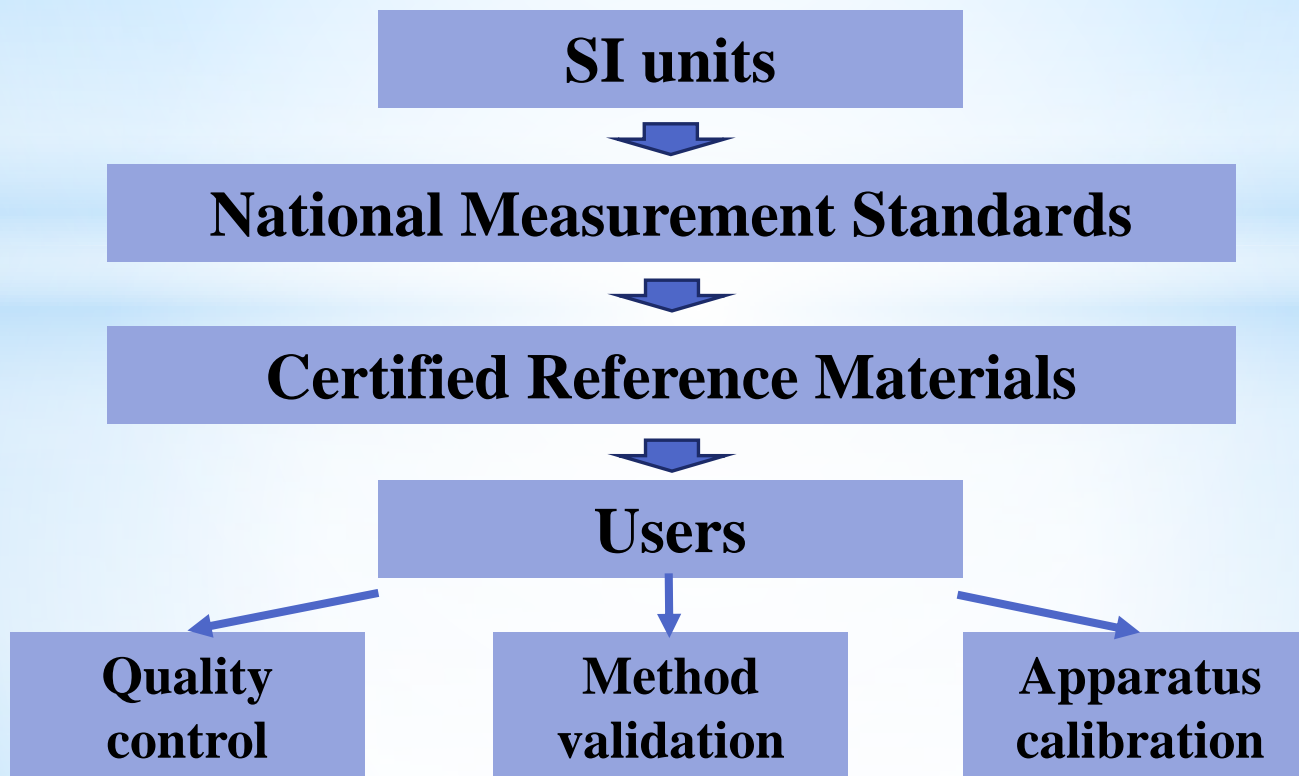 SI units
National Measurement Standards
Certified Reference Materials
Users
Quality
control
Method
validation
Apparatus
calibration